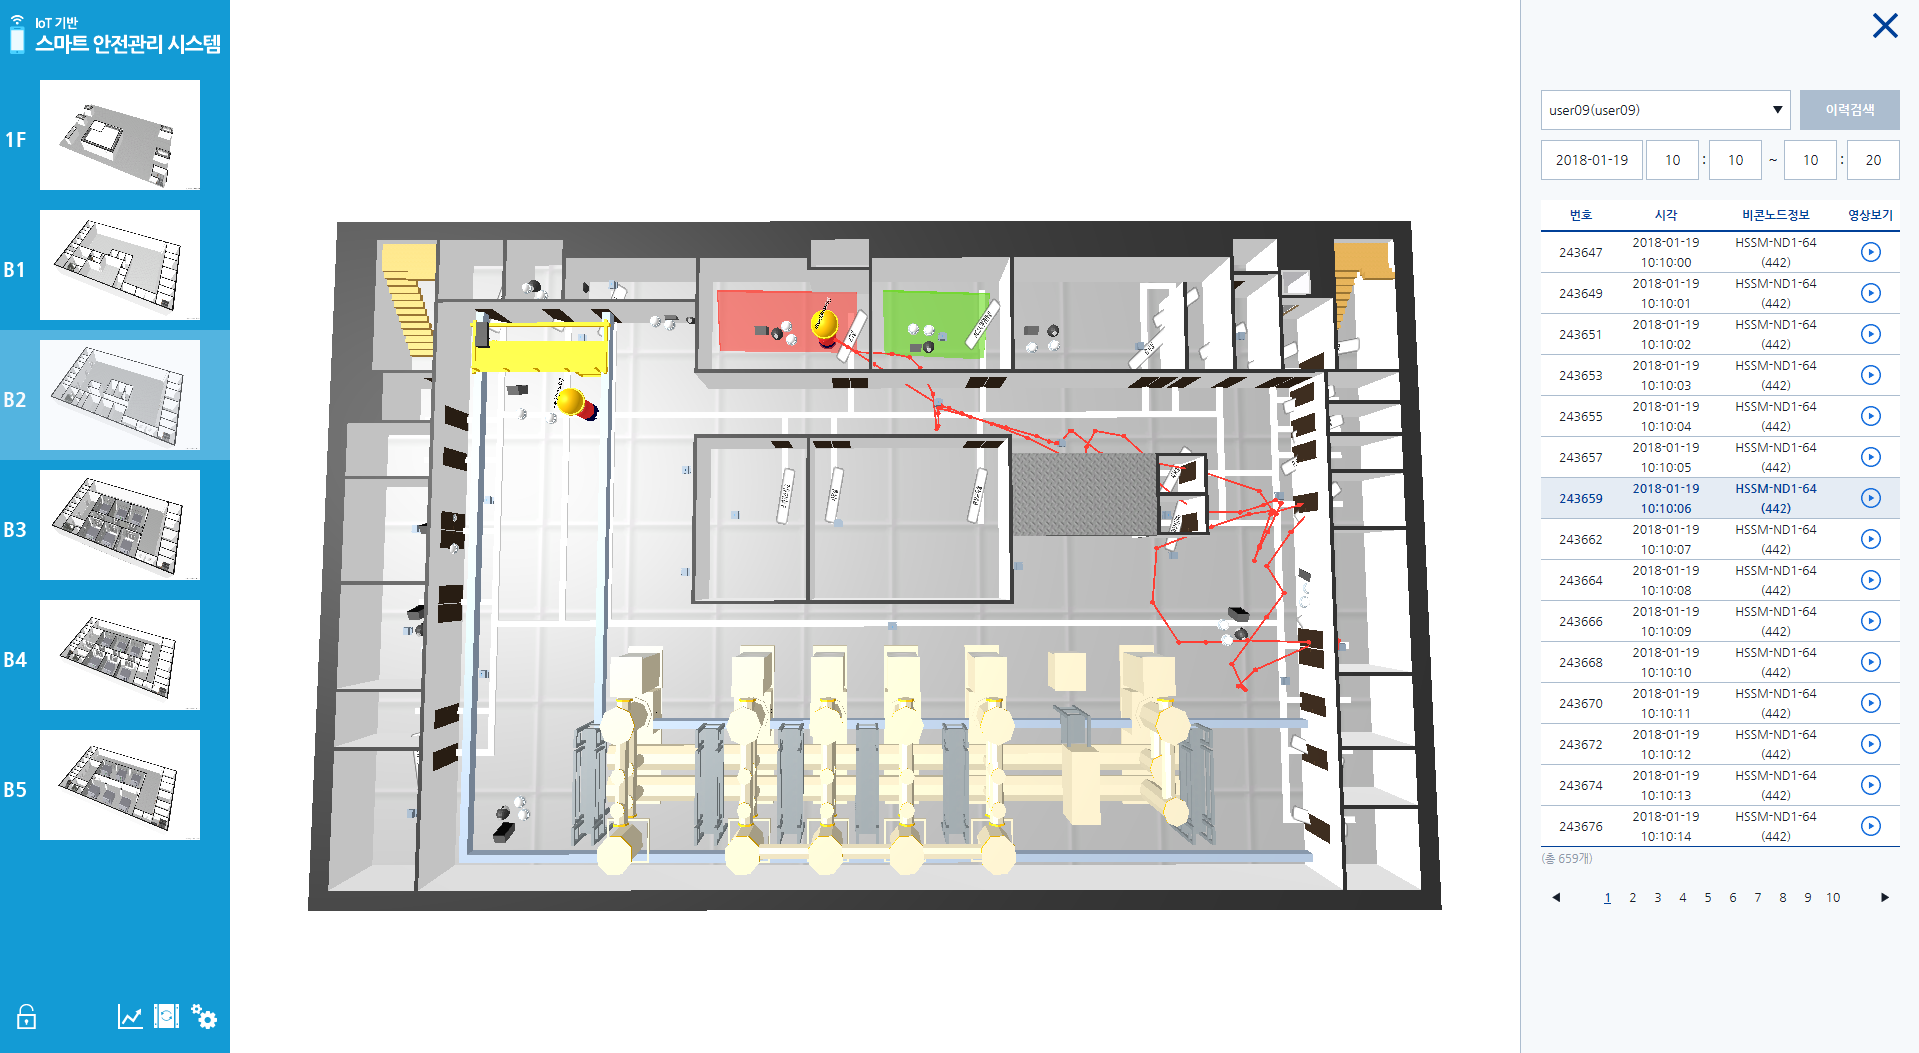 IoT 기반
스마트 안전관리 시스템
1F
B1
B2
B3
B4
B5
user09(user09)
이력검색
2018-01-19 10 : 10 ~ 10 : 20
번호 시각 비콘노드정보 영상보기
243647 2018-01-19 10:10:00 HSSM-ND1-64 (442)
243649 2018-01-19 10:10:01 HSSM-ND1-64 (442)
243651 2018-01-19 10:10:02 HSSM-ND1-64 (442)
243653 2018-01-19 10:10:03 HSSM-ND1-64 (442)
243655 2018-01-19 10:10:04 HSSM-ND1-64 (442)
243657 2018-01-19 10:10:05 HSSM-ND1-64 (442)
243659 2018-01-19 10:10:06 HSSM-ND1-64 (442)
243662 2018-01-19 10:10:07 HSSM-ND1-64 (442)
243664 2018-01-19 10:10:08 HSSM-ND1-64 (442)
243666 2018-01-19 10:10:09 HSSM-ND1-64 (442)
243668 2018-01-19 10:10:10 HSSM-ND1-64 (442)
243670 2018-01-19 10:10:11 HSSM-ND1-64 (442)
243672 2018-01-19 10:10:12 HSSM-ND1-64 (442)
243674 2018-01-19 10:10:13 HSSM-ND1-64 (442)
243676 2018-01-19 10:10:14 HSSM-ND1-64 (442)
(총 659개)
1 2 3 4 5 6 7 8 9 10